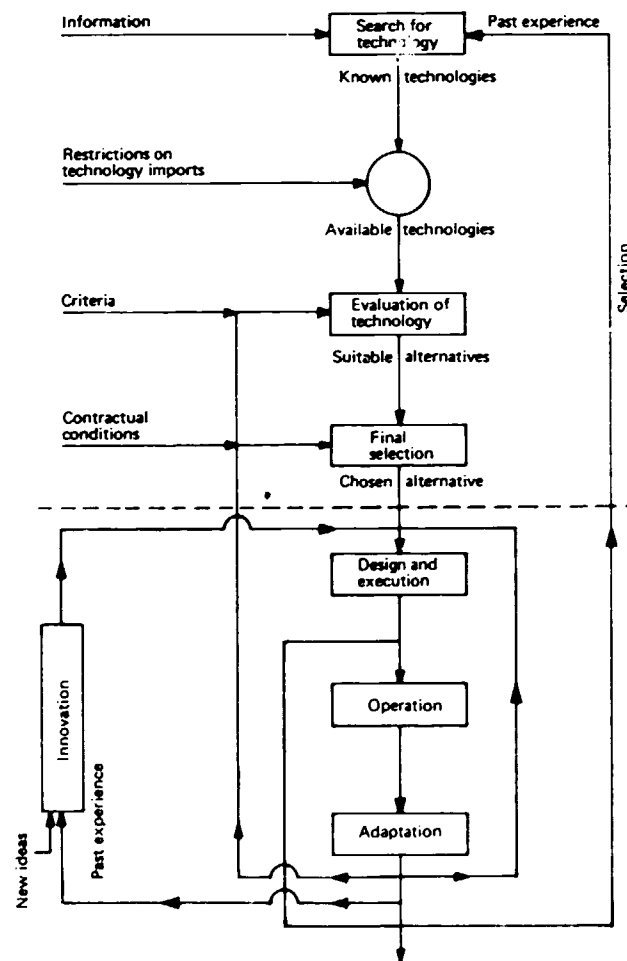 Information
Search for
technology
Past experience
Known technologies
Restrictions on
technology imports
Available technologies
Selection
Criteria
Evaluation of
technology
Suitable alternatives
Contractual
conditions
Final
selection
Chosen alternative
Design and
execution
Innovation
Operation
Past experience
Adaptation
New ideas